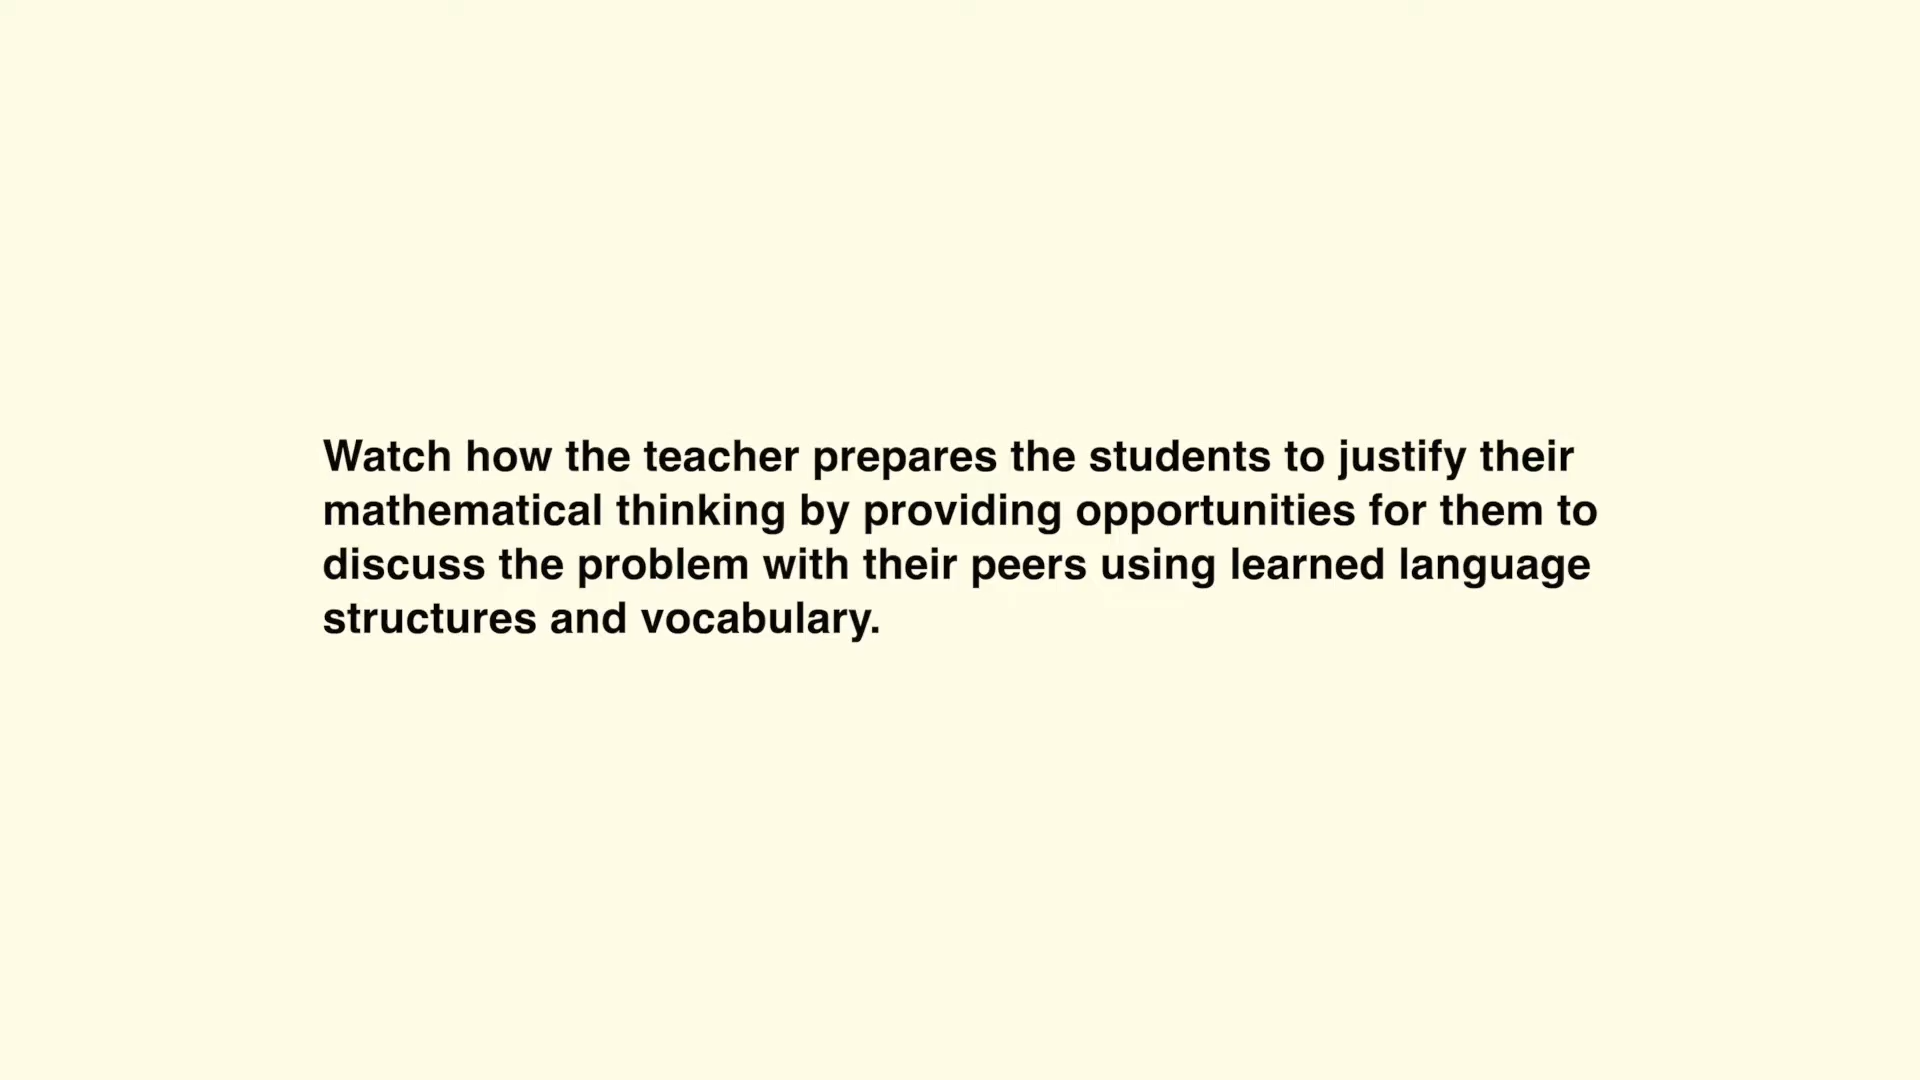 Watch how the teacher prepares the students to justify their
mathematical thinking by providing opportunities for them to
discuss the problem with their peers using learned language
structures and vocabulary.